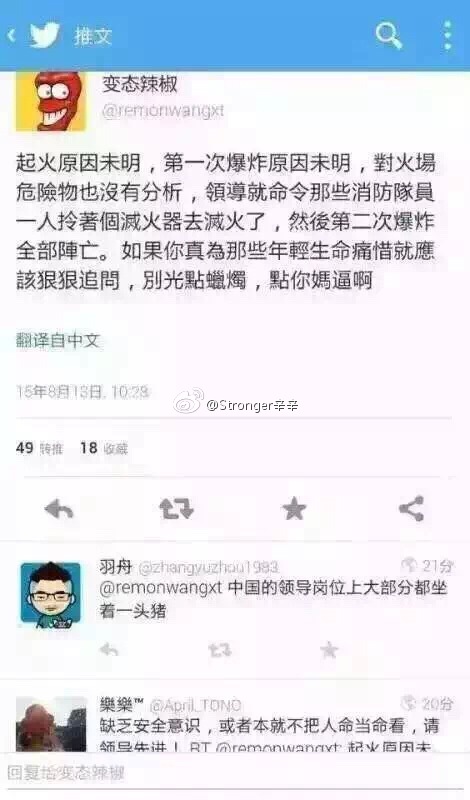 推文
变态辣椒
@remonwangxt
起火原因未明，第一次爆炸原因未明，對火場
危險物也沒有分析，領導就命令那些消防隊員
一人拎著個滅火器去滅火了，然後第二次爆炸
全部陣亡。如果你真為那些年輕生命痛惜就應
該狠狠追問，別光點蠟燭，點你媽逼啊
翻译自中文
15年8月13日, 10:28
@Stronger辛辛
49 转推 18 收藏
羽舟 @zhangyuzhou1983 21分
@remonwangxt 中国的领导岗位上大部分都坐
着一头猪
樂樂™ @April_TONO 20分
缺乏安全意识，或者本就不把人命当命看，请
领导先进！ RT @remonwangxt: 起火原因未…
回复给变态辣椒